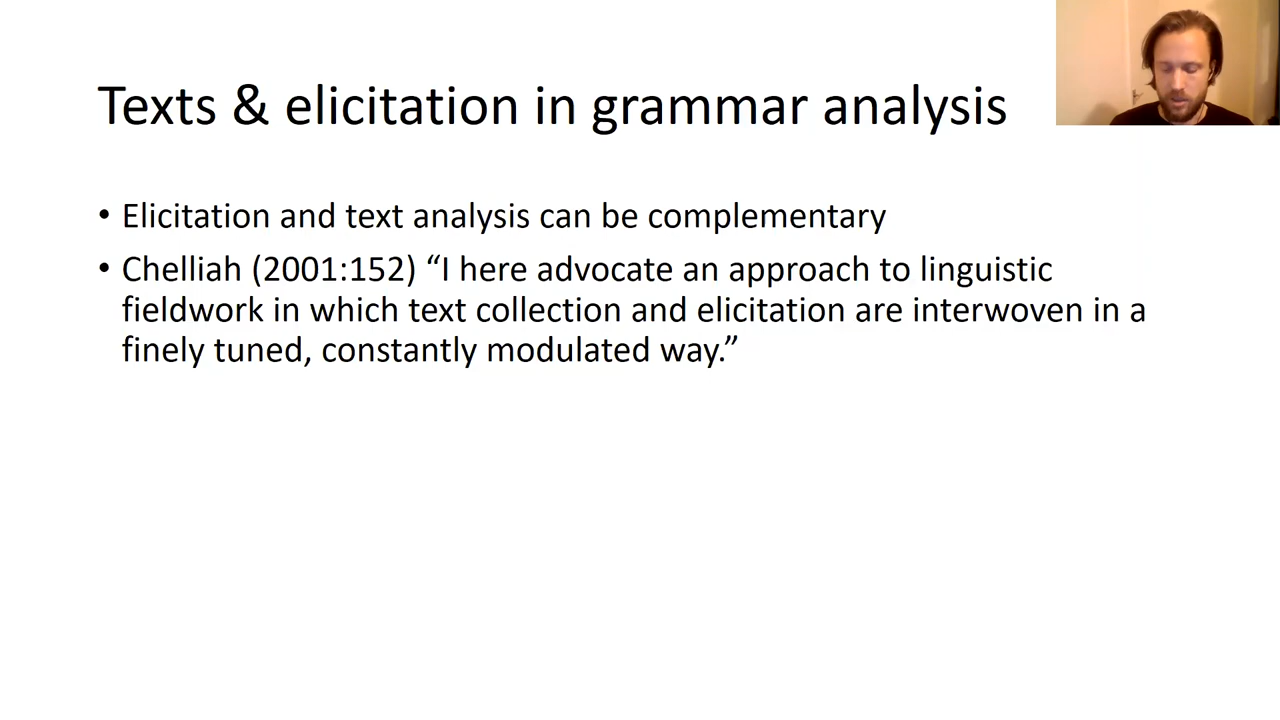 Texts & elicitation in grammar analysis
• Elicitation and text analysis can be complementary
• Chelliah (2001:152) “I here advocate an approach to linguistic
fieldwork in which text collection and elicitation are interwoven in a
finely tuned, constantly modulated way.”